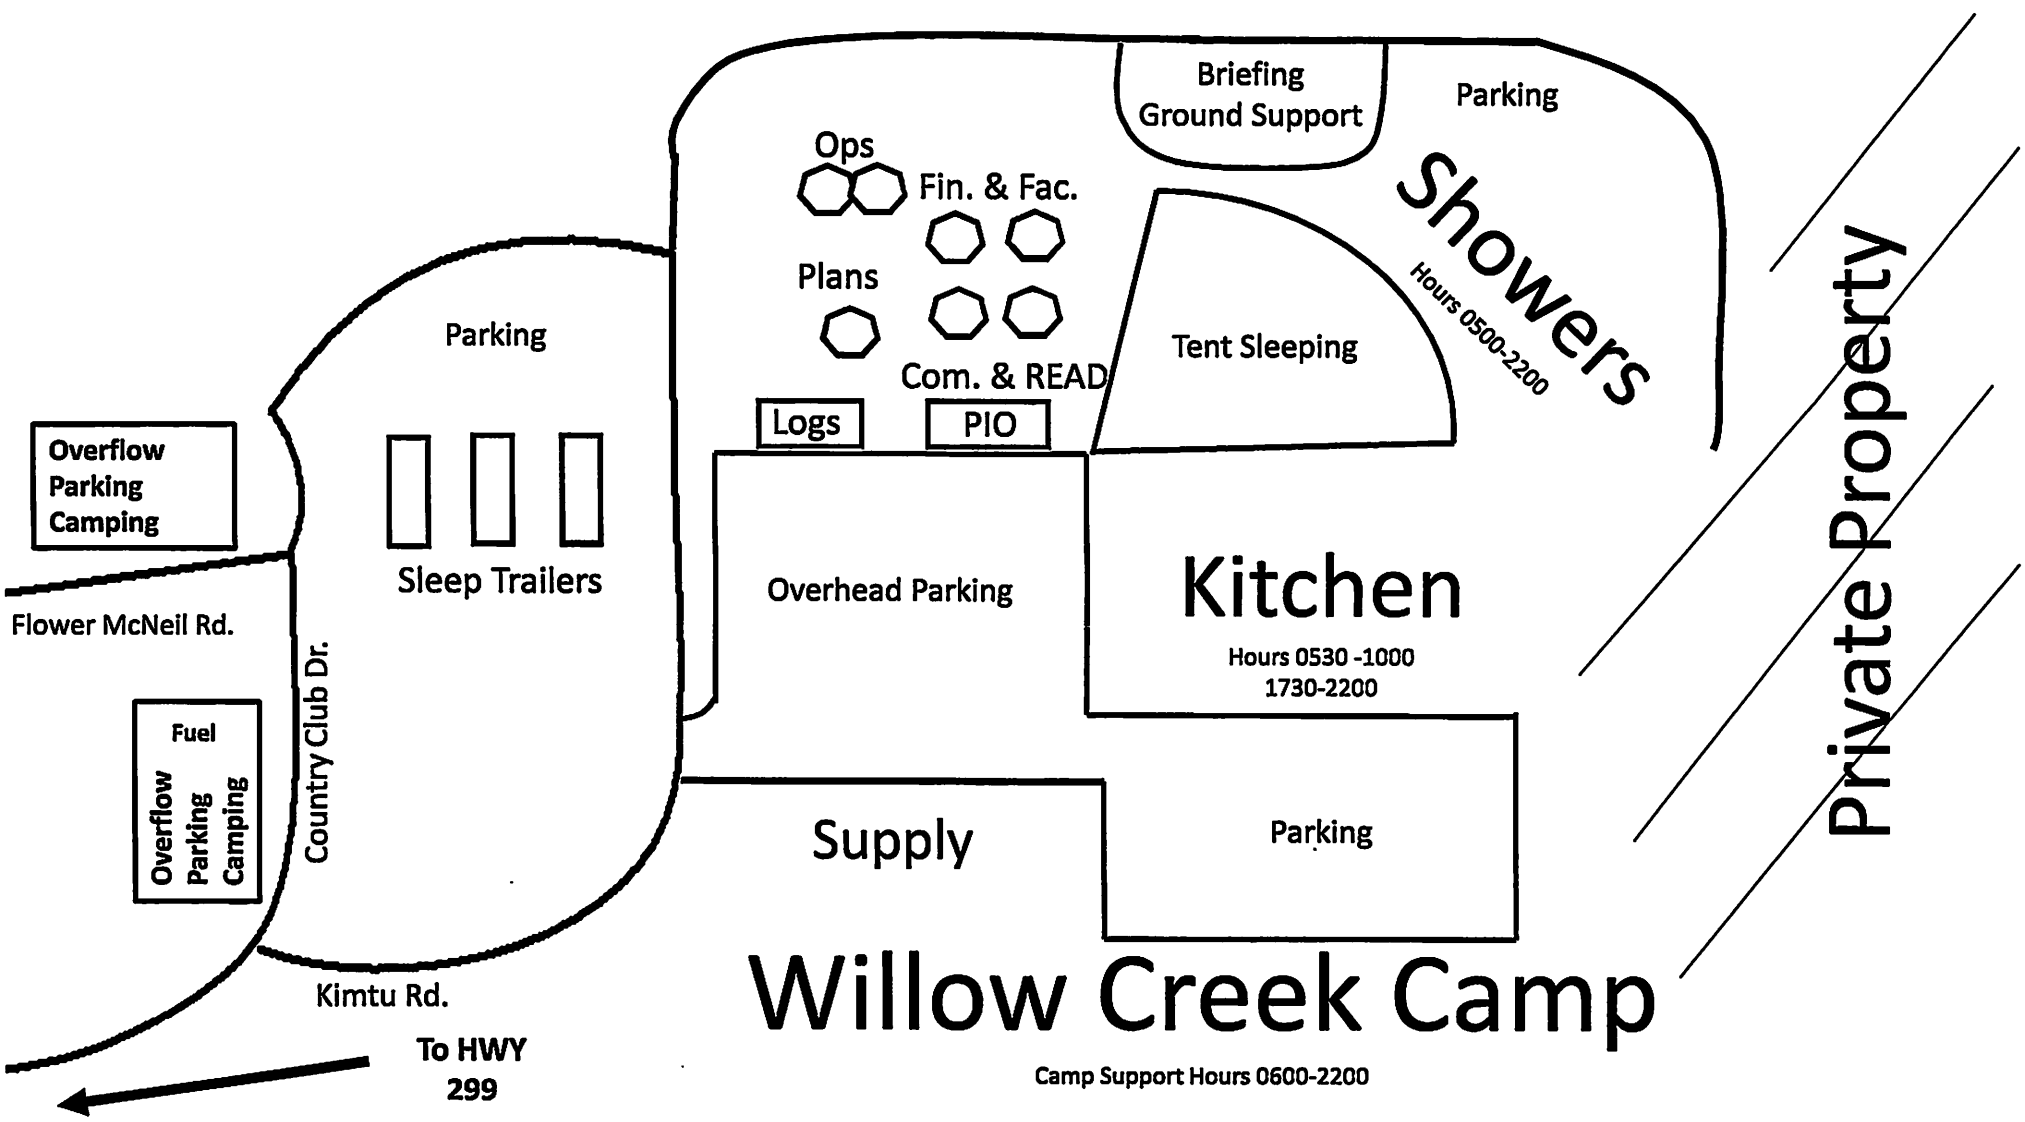 Briefing
Ground Support
Parking
Ops
Fin. & Fac.
Showers
Hours 0500-2200
Plans
Parking
Tent Sleeping
Com. & READ
Logs
PIO
Overflow
Parking
Camping
Sleep Trailers
Overhead Parking
Kitchen
Hours 0530 -1000
1730-2200
Private Property
Flower McNeil Rd.
Country Club Dr.
Fuel
Overflow
Parking
Camping
Supply
Parking
Kimtu Rd.
Willow Creek Camp
To HWY
299
Camp Support Hours 0600-2200